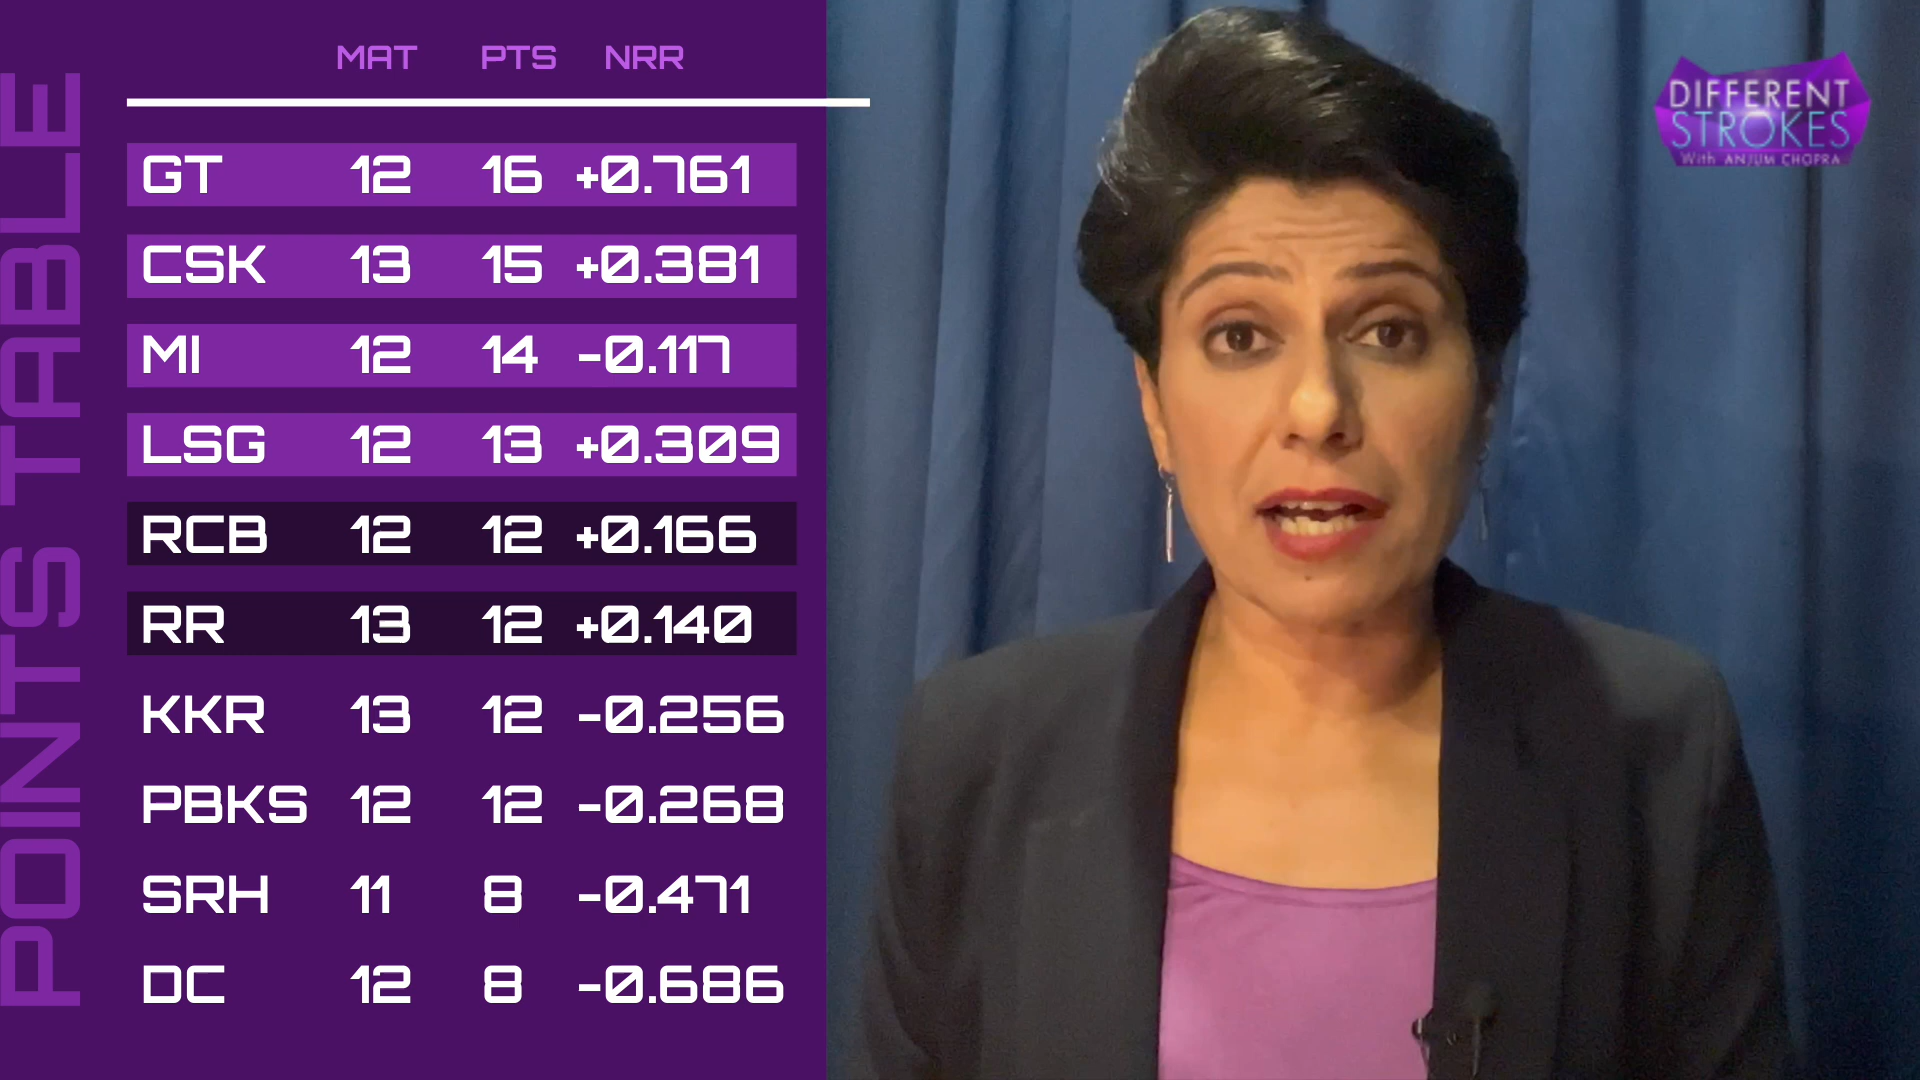 POINTS TABLE
MAT PTS NRR
GT 12 16 +0.761
CSK 13 15 +0.381
MI 12 14 -0.117
LSG 12 13 +0.309
RCB 12 12 +0.166
RR 13 12 +0.140
KKR 13 12 -0.256
PBKS 12 12 -0.268
SRH 11 8 -0.471
DC 12 8 -0.686
DIFFERENT
STROKES
With ANJUM CHOPRA